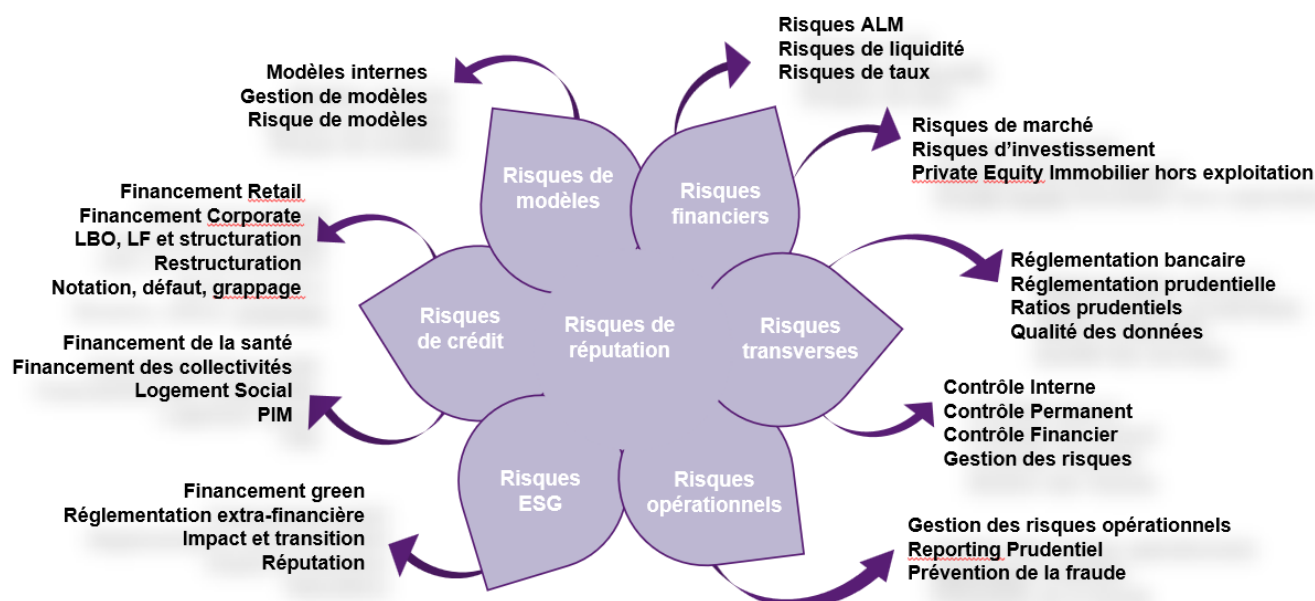 Risques ALM
Risques de liquidité
Risques de taux
Modèles internes
Gestion de modèles
Risque de modèles
Risques de marché
Risques d’investissement
Private Equity Immobilier hors exploitation
Risques de
modèles
Risques
financiers
Financement Retail
Financement Corporate
LBO, LF et structuration
Restructuration
Notation, défaut, grappage
Réglementation bancaire
Réglementation prudentielle
Ratios prudentiels
Qualité des données
Risques
de crédit
Risques de
réputation
Risques
transverses
Financement de la santé
Financement des collectivités
Logement Social
PIM
Contrôle Interne
Contrôle Permanent
Contrôle Financier
Gestion des risques
Risques
ESG
Risques
opérationnels
Financement green
Réglementation extra-financière
Impact et transition
Réputation
Gestion des risques opérationnels
Reporting Prudentiel
Prévention de la fraude